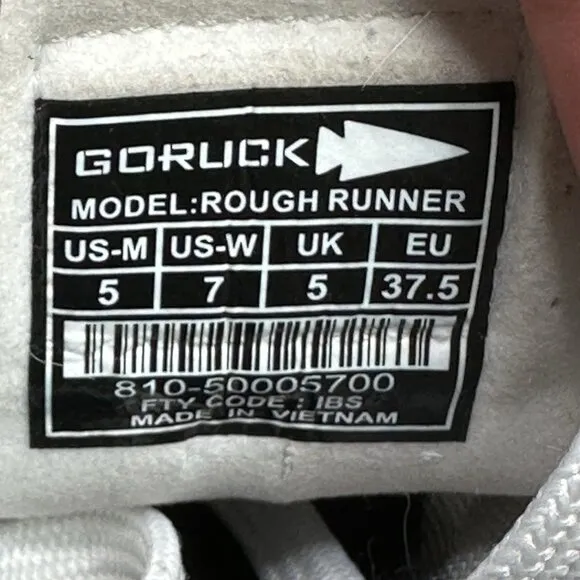 GORUCK
MODEL:ROUGH RUNNER
US-M US-W UK EU
5 7 5 37.5
810-50005700
FTY CODE : IBS
MADE IN VIETNAM